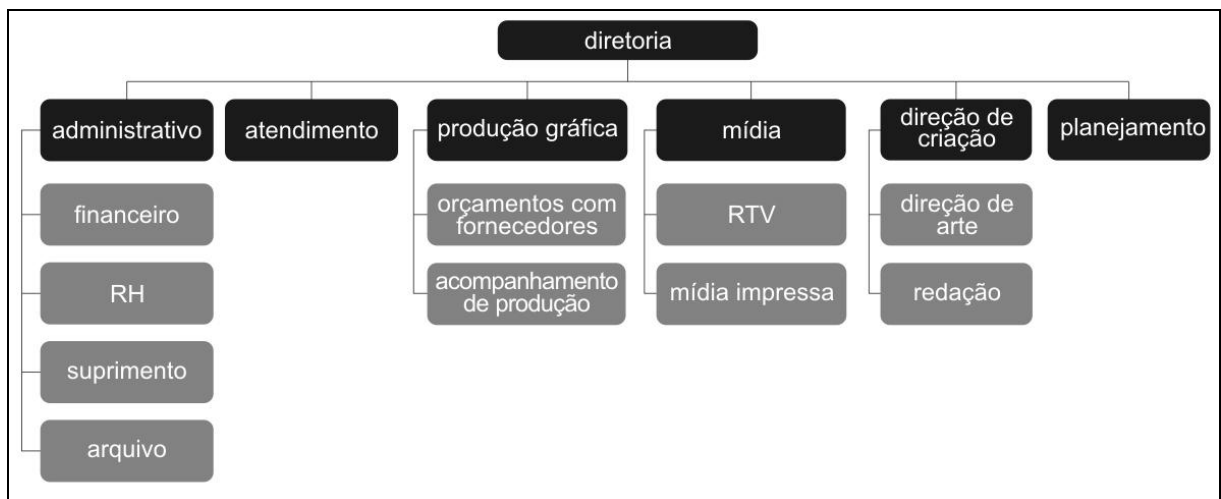 diretoria
administrativo
atendimento
produção gráfica
mídia
direção de
criação
planejamento
financeiro
orçamentos com
fornecedores
RTV
direção de
arte
RH
acompanhamento
de produção
mídia impressa
redação
suprimento
arquivo